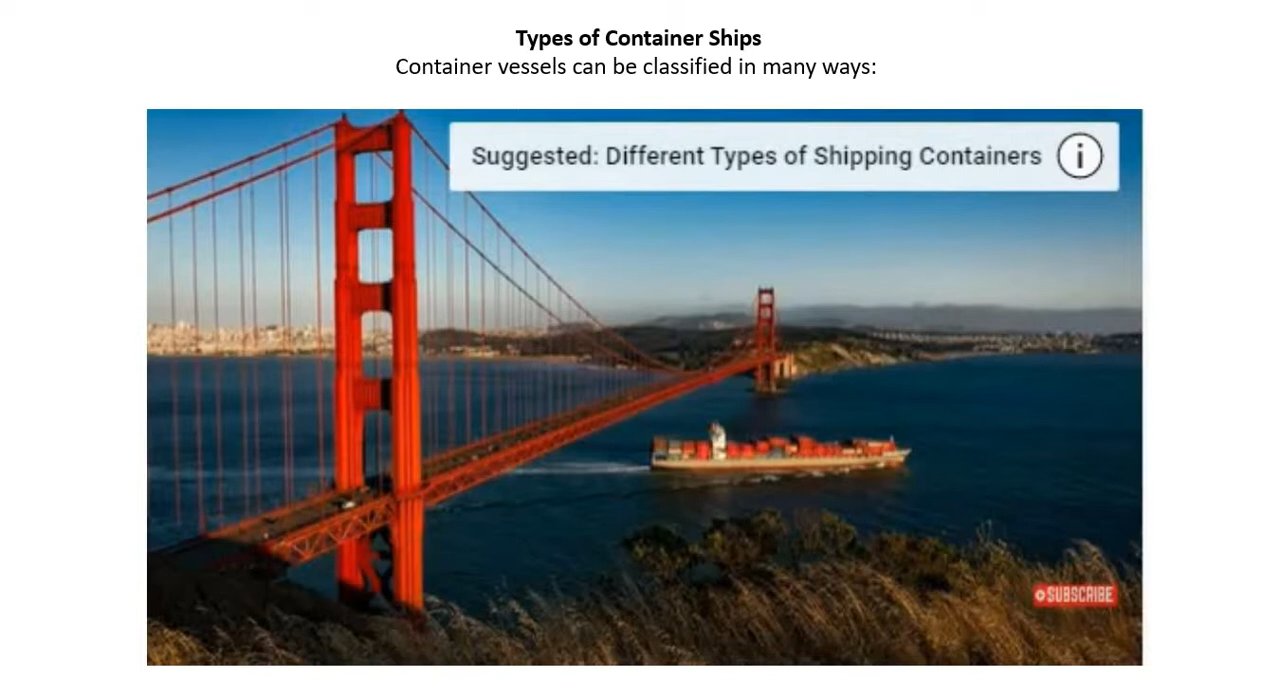 Types of Container Ships
Container vessels can be classified in many ways:
Suggested: Different Types of Shipping Containers i
SUBSCRIBE